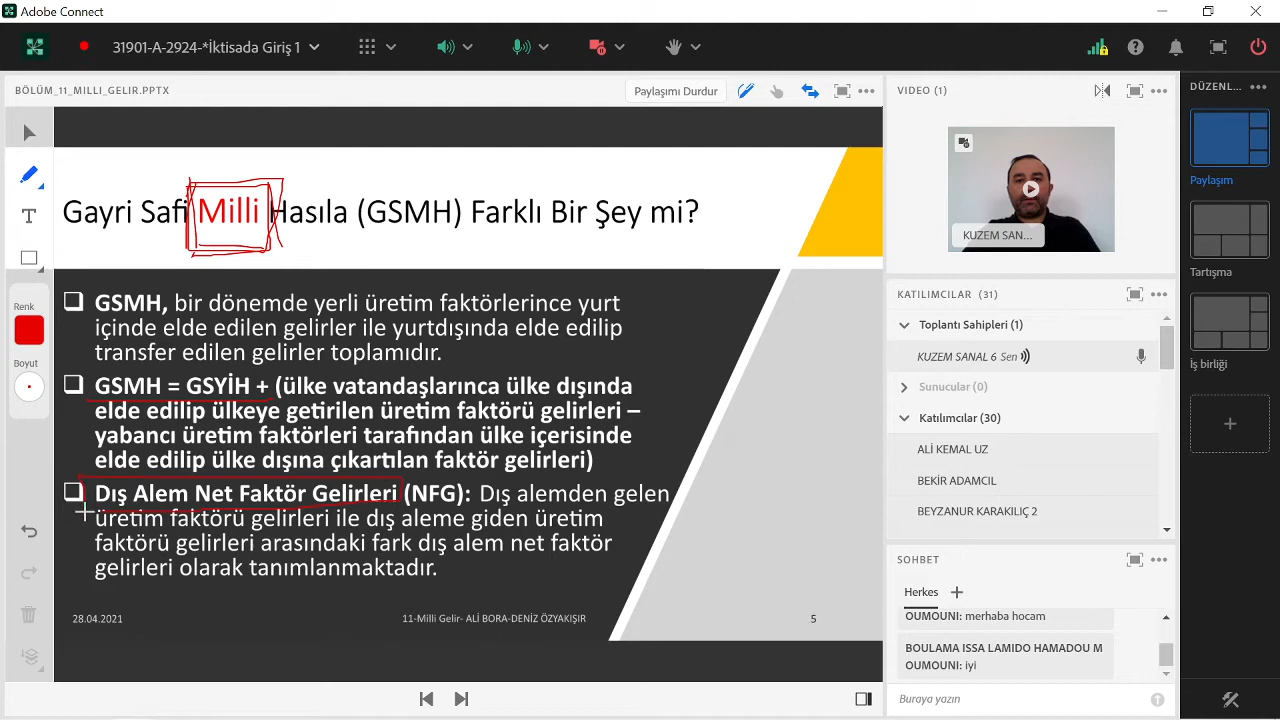 Adobe Connect
31901-A-2924-*İktisada Giriş 1
BÖLÜM_11_MILLI_GELIR.PPTX
Paylaşımı Durdur
Gayri Safi Milli Hasıla (GSMH) Farklı Bir Şey mi?
GSMH, bir dönemde yerli üretim faktörlerince yurt
içinde elde edilen gelirler ile yurtdışında elde edilip
transfer edilen gelirler toplamıdır.
GSMH = GSYİH + (ülke vatandaşlarınca ülke dışında
elde edilip ülkeye getirilen üretim faktörü gelirleri –
yabancı üretim faktörleri tarafından ülke içerisinde
elde edilip ülke dışına çıkartılan faktör gelirleri)
Dış Alem Net Faktör Gelirleri (NFG): Dış alemden gelen
üretim faktörü gelirleri ile dış aleme giden üretim
faktörü gelirleri arasındaki fark dış alem net faktör
gelirleri olarak tanımlanmaktadır.
28.04.2021
11-Milli Gelir- ALİ BORA-DENİZ ÖZYAKIŞIR
5
Renk
Boyut
VIDEO (1)
KUZEM SAN...
KATILIMCILAR (31)
Toplantı Sahipleri (1)
KUZEM SANAL 6 Sen
Sunucular (0)
Katılımcılar (30)
ALİ KEMAL UZ
BEKİR ADAMCIL
BEYZANUR KARAKILIÇ 2
SOHBET
Herkes
OUMOUNI: merhaba hocam
BOULAMA ISSA LAMIDO HAMADOU M
OUMOUNI: iyi
Buraya yazın
DÜZENL...
Paylaşım
Tartışma
İş birliği